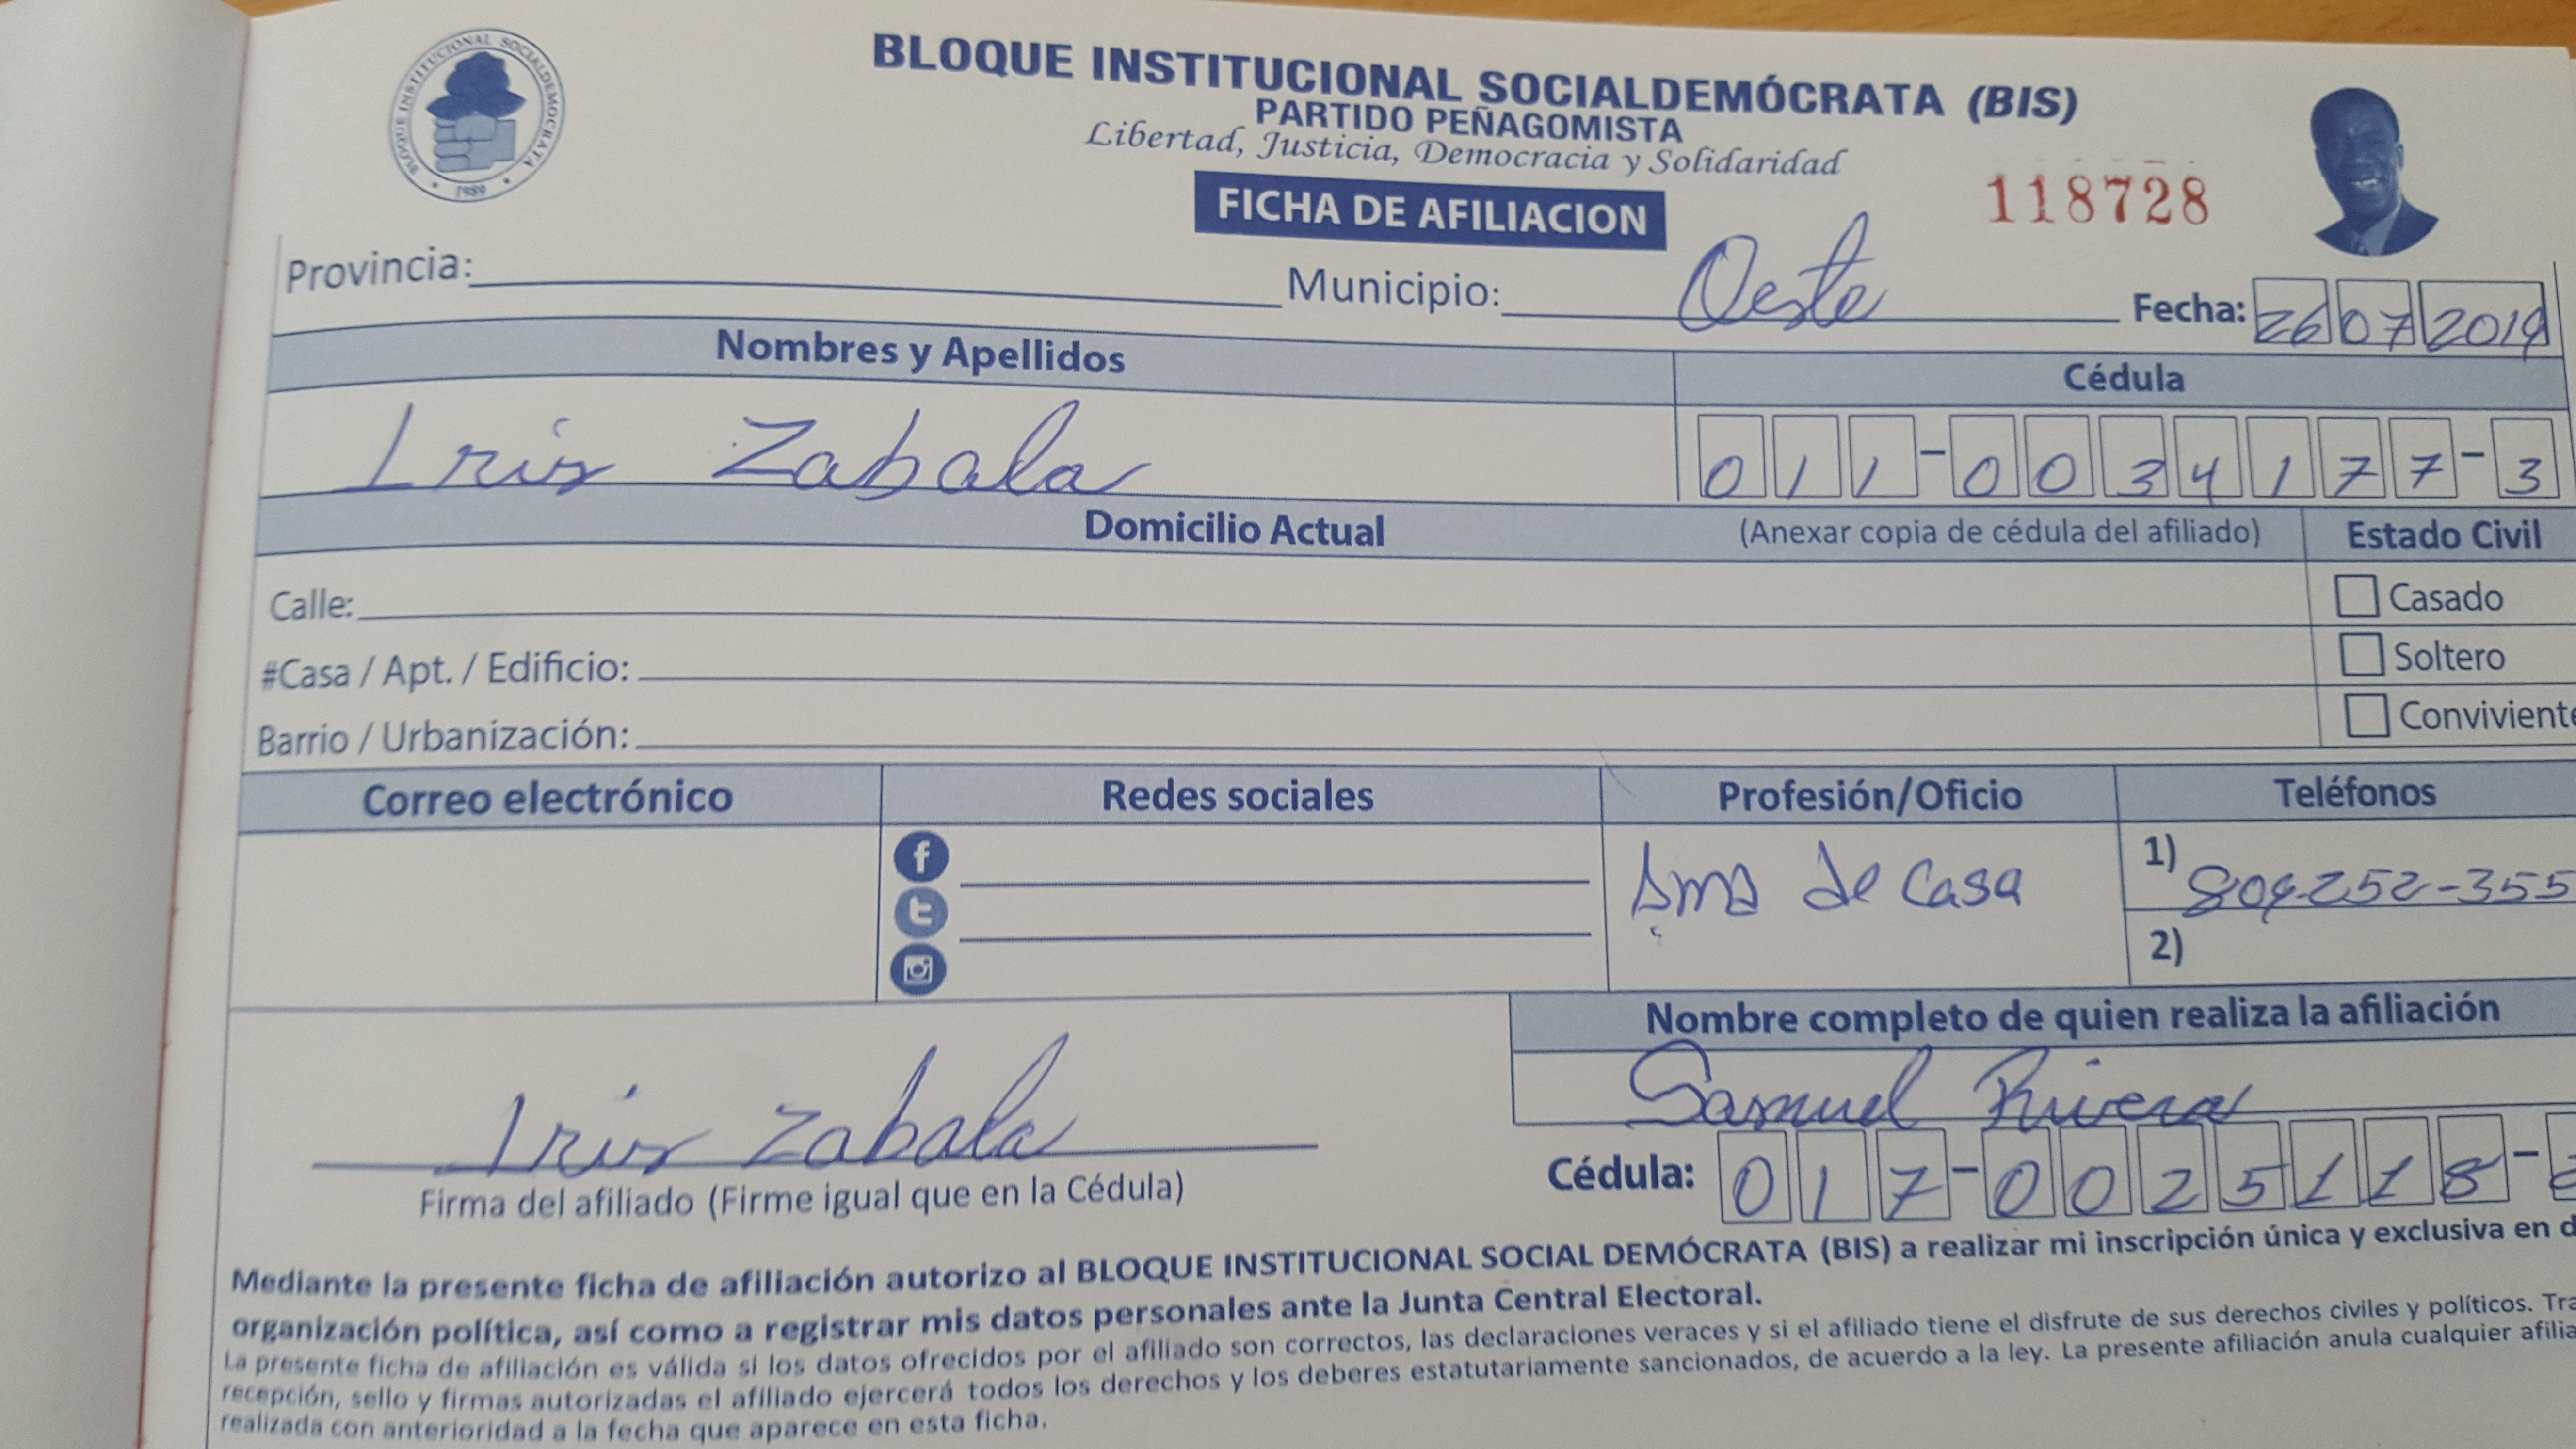 BLOQUE INSTITUCIONAL SOCIALDEMOCRATA
1989
BLOQUE INSTITUCIONAL SOCIALDEMÓCRATA (BIS)
PARTIDO PEÑAGOMISTA
Libertad, Justicia, Democracia y Solidaridad
FICHA DE AFILIACION
118728
Provincia: Municipio: Oeste Fecha: 26 07 2019
Nombres y Apellidos Cédula
Iris Zabala 011-0034177-3
Domicilio Actual (Anexar copia de cédula del afiliado) Estado Civil
Calle: Casado
#Casa / Apt. / Edificio: Soltero
Barrio / Urbanización: Conviviente
Correo electrónico Redes sociales Profesión/Oficio Teléfonos
Ama de Casa 1) 809-252-355
2)
Nombre completo de quien realiza la afiliación
Samuel Rivera
Iris Zabala
Cédula: 017-0025118-
Firma del afiliado (Firme igual que en la Cédula)
Mediante la presente ficha de afiliación autorizo al BLOQUE INSTITUCIONAL SOCIAL DEMÓCRATA (BIS) a realizar mi inscripción única y exclusiva en
organización política, así como a registrar mis datos personales ante la Junta Central Electoral.
La presente ficha de afiliación es válida si los datos ofrecidos por el afiliado son correctos, las declaraciones veraces y si el afiliado tiene el disfrute de sus derechos civiles y políticos.
recepción, sello y firmas autorizadas el afiliado ejercerá todos los derechos y los deberes estatutariamente sancionados, de acuerdo a la ley. La presente afiliación anula cualquier
realizada con anterioridad a la fecha que aparece en esta ficha.